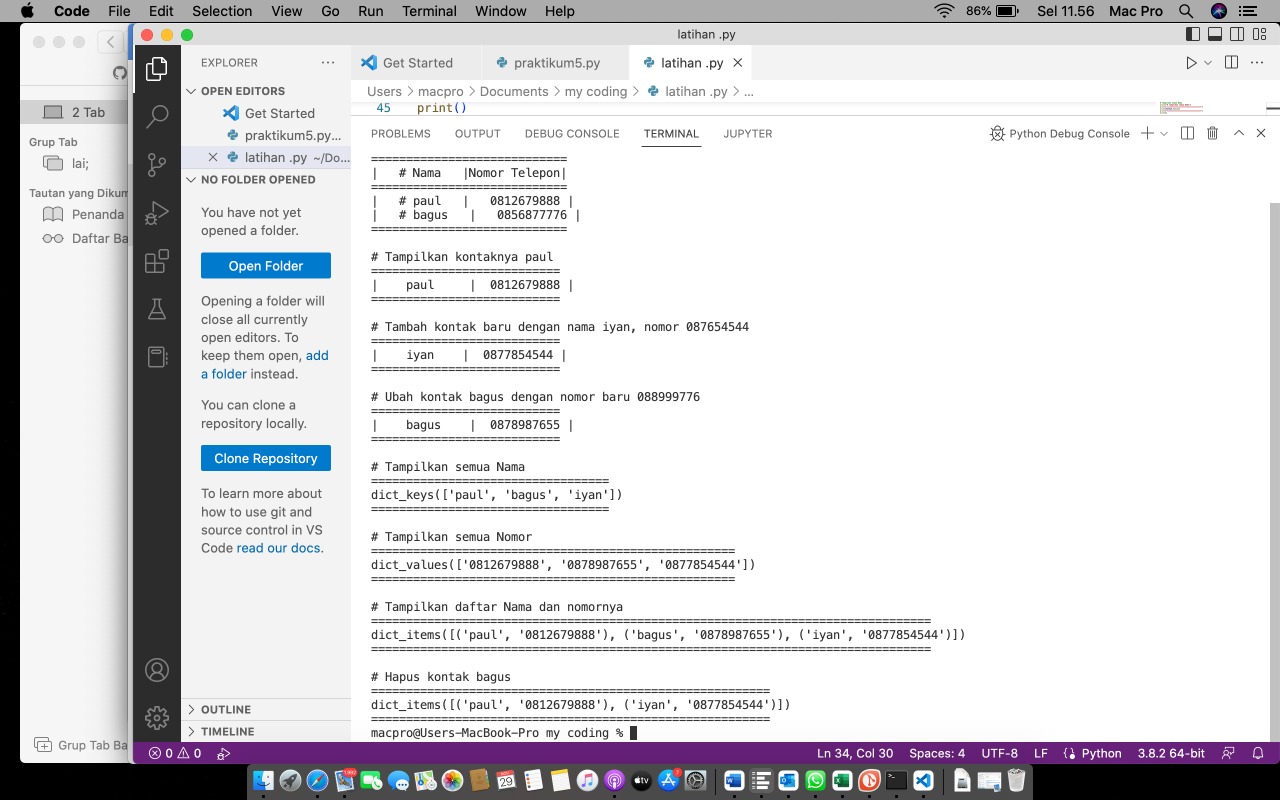 Code File Edit Selection View Go Run Terminal Window Help 86% Sel 11.56 Mac Pro
latihan .py
2 Tab
Grup Tab
lai;
Tautan yang Dikum
Penanda
Daftar Ba
Grup Tab Ba
EXPLORER
OPEN EDITORS
Get Started
praktikum5.py...
latihan .py ~/Do...
NO FOLDER OPENED
You have not yet
opened a folder.
Open Folder
Opening a folder will
close all currently
open editors. To
keep them open, add
a folder instead.
You can clone a
repository locally.
Clone Repository
To learn more about
how to use git and
source control in VS
Code read our docs.
OUTLINE
TIMELINE
Get Started praktikum5.py latihan .py
Users > macpro > Documents > my coding > latihan .py > ...
45 print()
PROBLEMS OUTPUT DEBUG CONSOLE TERMINAL JUPYTER Python Debug Console
============================
|   # Nama   |Nomor Telepon|
============================
|   # paul   |   0812679888 |
|   # bagus   |   0856877776 |
============================
# Tampilkan kontaknya paul
===========================
|    paul     |  0812679888 |
===========================
# Tambah kontak baru dengan nama iyan, nomor 087654544
===========================
|    iyan    |  0877854544 |
===========================
# Ubah kontak bagus dengan nomor baru 088999776
===========================
|    bagus    |  0878987655 |
===========================
# Tampilkan semua Nama
==================================
dict_keys(['paul', 'bagus', 'iyan'])
==================================
# Tampilkan semua Nomor
====================================================
dict_values(['0812679888', '0878987655', '0877854544'])
====================================================
# Tampilkan daftar Nama dan nomornya
================================================================================
dict_items([('paul', '0812679888'), ('bagus', '0878987655'), ('iyan', '0877854544')])
================================================================================
# Hapus kontak bagus
=========================================================
dict_items([('paul', '0812679888'), ('iyan', '0877854544')])
=========================================================
macpro@Users-MacBook-Pro my coding %
0 0 Ln 34, Col 30 Spaces: 4 UTF-8 LF Python 3.8.2 64-bit
29